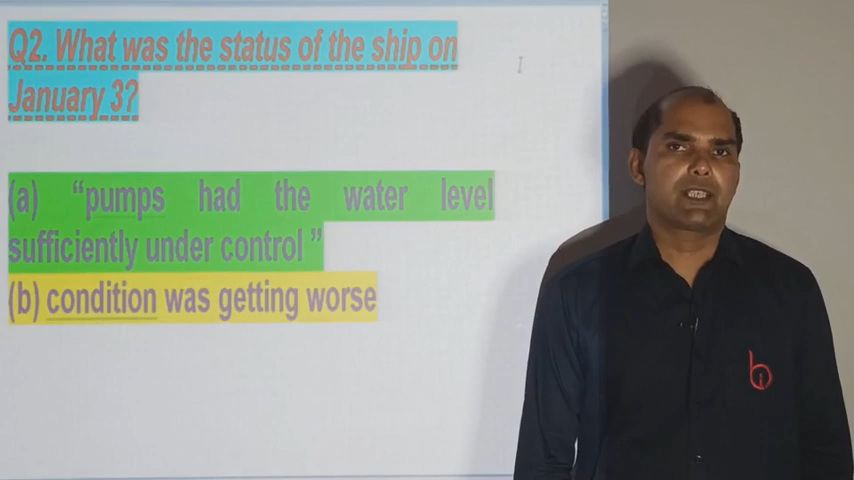 Q2. What was the status of the ship on
January 3?
(a) “pumps had the water level
sufficiently under control ”
(b) condition was getting worse